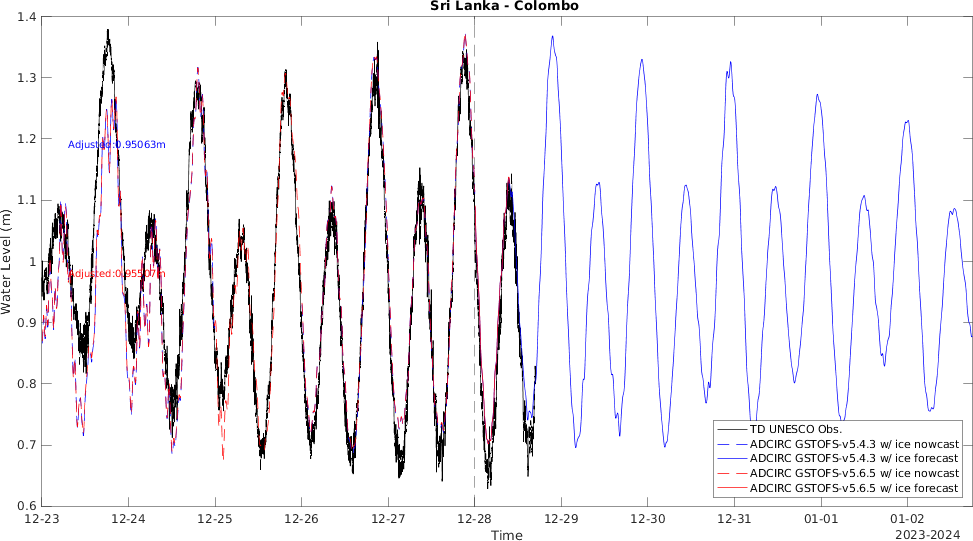 Sri Lanka - Colombo
1.4
1.3
1.2
1.1
1
0.9
0.8
0.7
0.6
Water Level (m)
Adjusted:0.95063m
Adjusted:0.95507m
TD UNESCO Obs.
ADCIRC GSTOFS-v5.4.3 w/ ice nowcast
ADCIRC GSTOFS-v5.4.3 w/ ice forecast
ADCIRC GSTOFS-v5.6.5 w/ ice nowcast
ADCIRC GSTOFS-v5.6.5 w/ ice forecast
12-23 12-24 12-25 12-26 12-27 12-28 12-29 12-30 12-31 01-01 01-02
Time
2023-2024